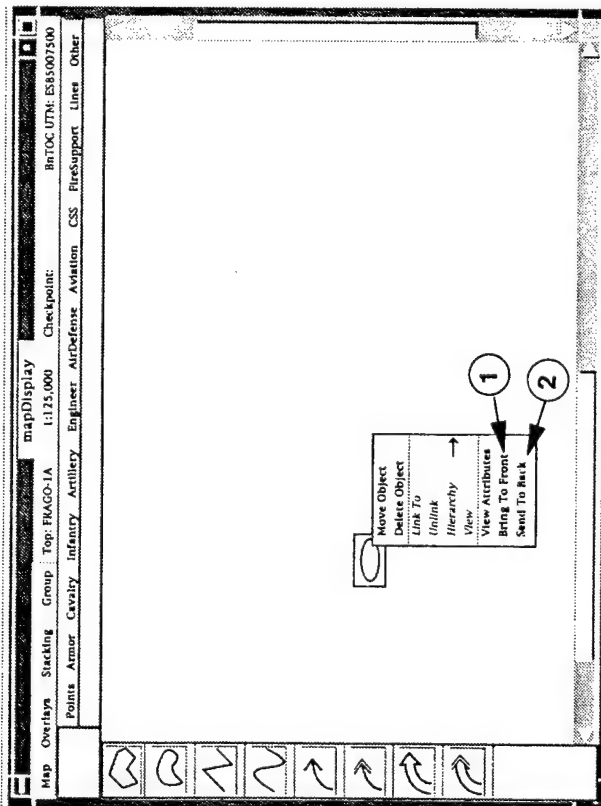 mapDisplay
Map Overlays Stacking Group Top: FRAGO-1A 1:125,000 Checkpoint: BnTOC UTM: ES85007500
Points Armor Cavalry Infantry Artillery Engineer AirDefense Aviation CSS FireSupport Lines Other
Move Object
Delete Object
Link To
Unlink
Hierarchy →
View
View Attributes
Bring To Front
Send To Back
1
2